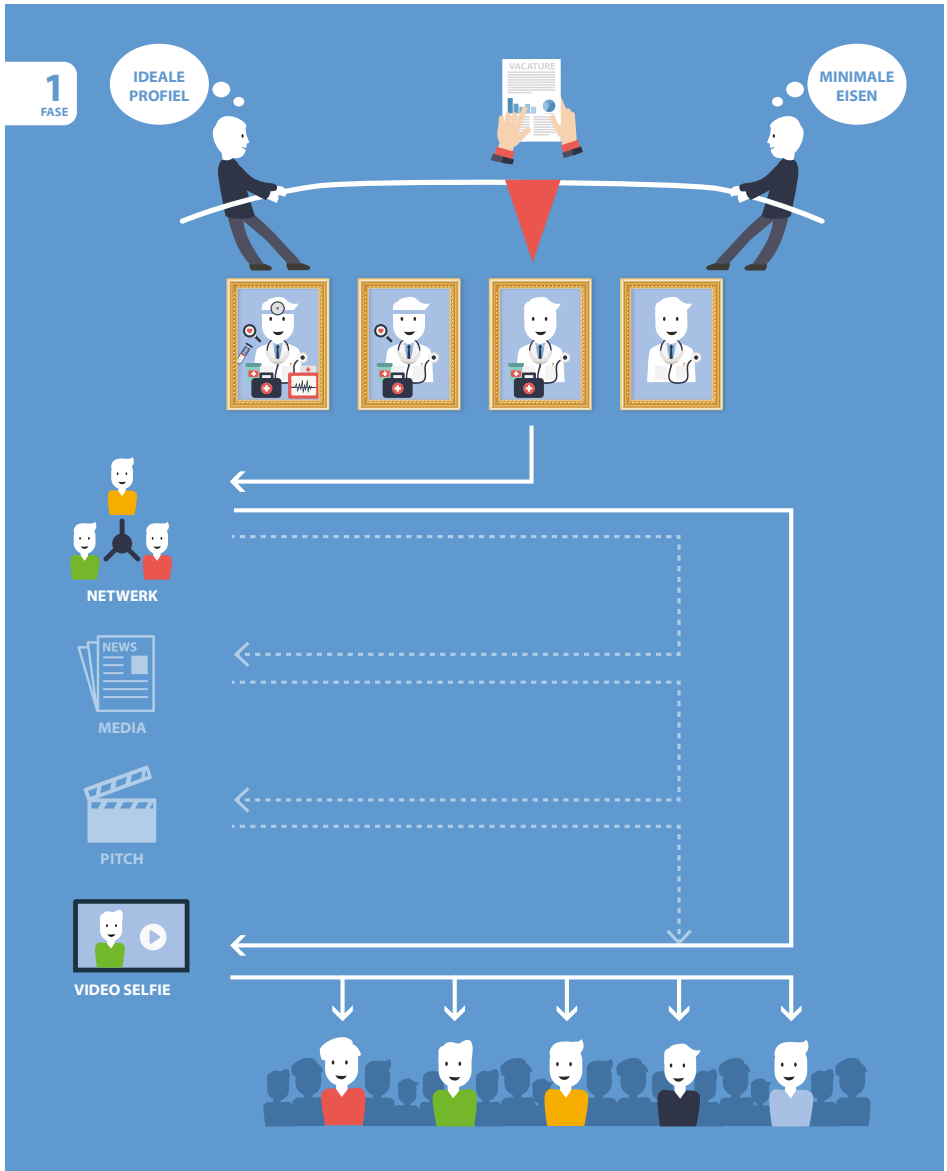 1
FASE
IDEALE
PROFIEL
VACATURE
MINIMALE
EISEN
NETWERK
NEWS
MEDIA
PITCH
VIDEO SELFIE